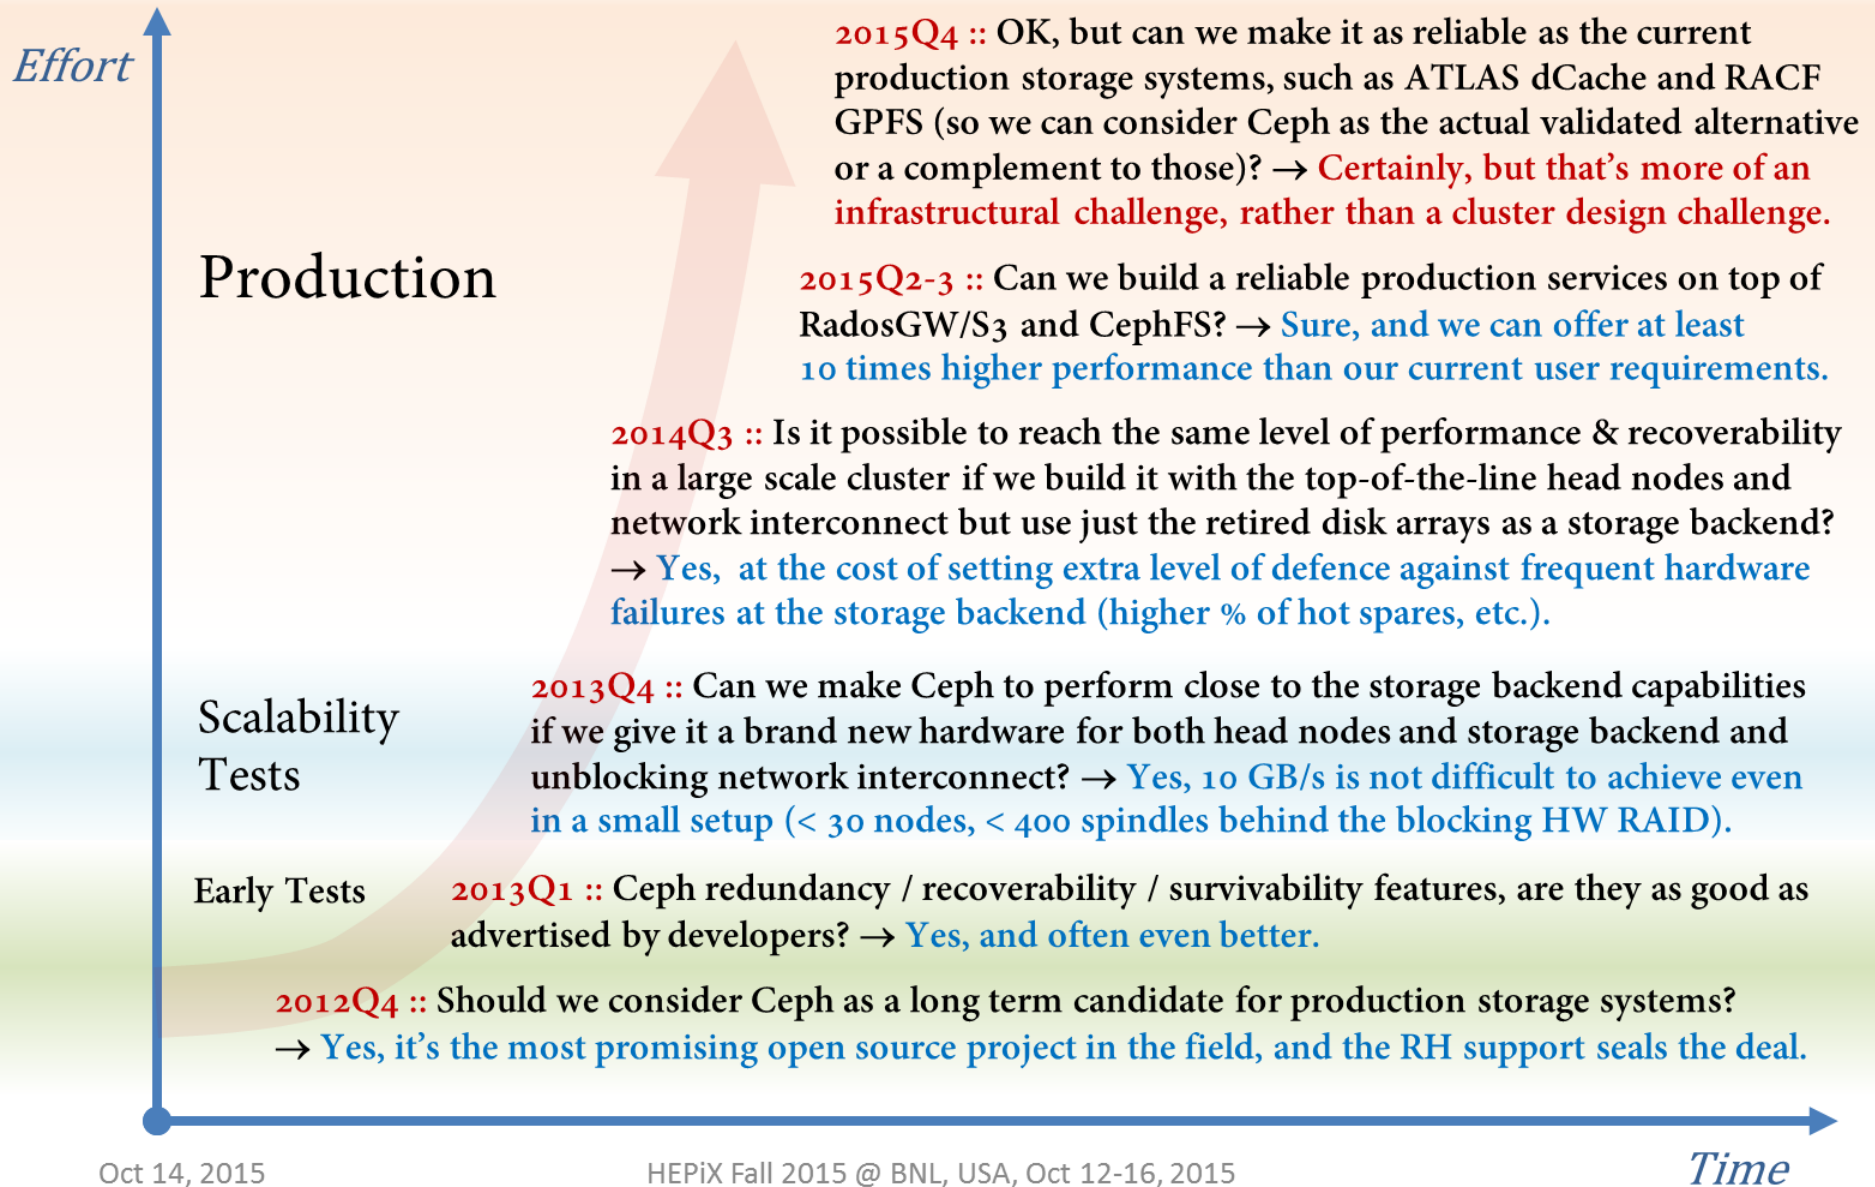 Effort
2015Q4 :: OK, but can we make it as reliable as the current
production storage systems, such as ATLAS dCache and RACF
GPFS (so we can consider Ceph as the actual validated alternative
or a complement to those)? → Certainly, but that’s more of an
infrastructural challenge, rather than a cluster design challenge.
Production
2015Q2-3 :: Can we build a reliable production services on top of
RadosGW/S3 and CephFS? → Sure, and we can offer at least
10 times higher performance than our current user requirements.
2014Q3 :: Is it possible to reach the same level of performance & recoverability
in a large scale cluster if we build it with the top-of-the-line head nodes and
network interconnect but use just the retired disk arrays as a storage backend?
→ Yes, at the cost of setting extra level of defence against frequent hardware
failures at the storage backend (higher % of hot spares, etc.).
Scalability
Tests
2013Q4 :: Can we make Ceph to perform close to the storage backend capabilities
if we give it a brand new hardware for both head nodes and storage backend and
unblocking network interconnect? → Yes, 10 GB/s is not difficult to achieve even
in a small setup (< 30 nodes, < 400 spindles behind the blocking HW RAID).
Early Tests
2013Q1 :: Ceph redundancy / recoverability / survivability features, are they as good as
advertised by developers? → Yes, and often even better.
2012Q4 :: Should we consider Ceph as a long term candidate for production storage systems?
→ Yes, it’s the most promising open source project in the field, and the RH support seals the deal.
Time
Oct 14, 2015
HEPiX Fall 2015 @ BNL, USA, Oct 12-16, 2015